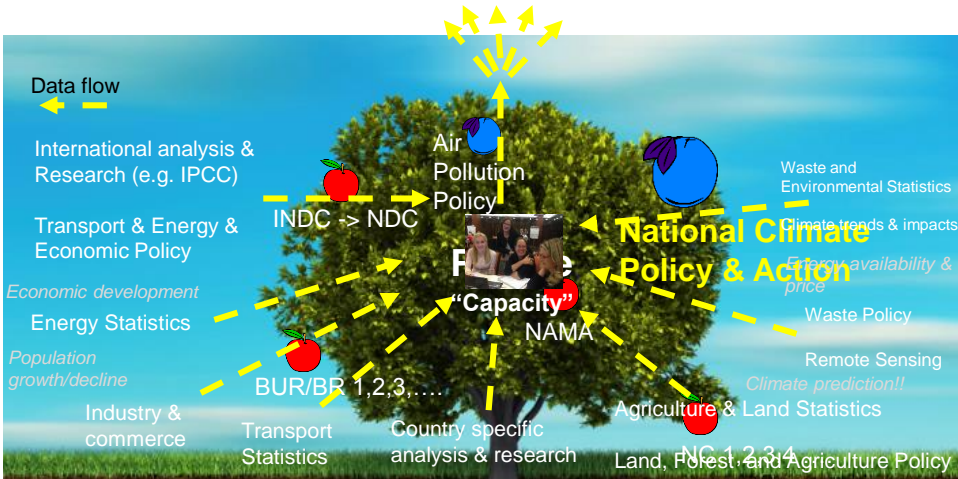 Data flow
International analysis &
Research (e.g. IPCC)
Transport & Energy &
Economic Policy
Economic development
Energy Statistics
Population
growth/decline
Industry &
commerce
Transport
Statistics
BUR/BR 1,2,3,….
INDC -> NDC
Air
Pollution
Policy
“Capacity”
NAMA
Country specific
analysis & research
National Climate
Policy & Action
Waste and
Environmental Statistics
Climate trends & impacts
Energy availability &
price
Waste Policy
Remote Sensing
Climate prediction!!
Agriculture & Land Statistics
NC 1,2,3,4
Land, Forest, and Agriculture Policy